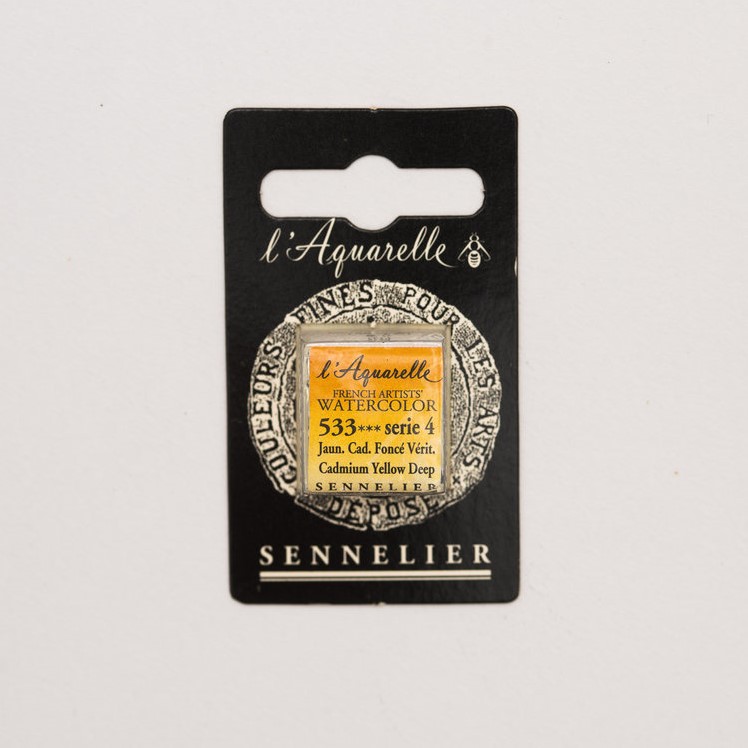 l'Aquarelle
COULEURS FINES POUR LES ARTS
l'Aquarelle
FRENCH ARTISTS'
WATERCOLOR
533*** serie 4
Jaun. Cad. Foncé Vérit.
Cadmium Yellow Deep
SENNELIER
DÉPOSÉ
SENNELIER